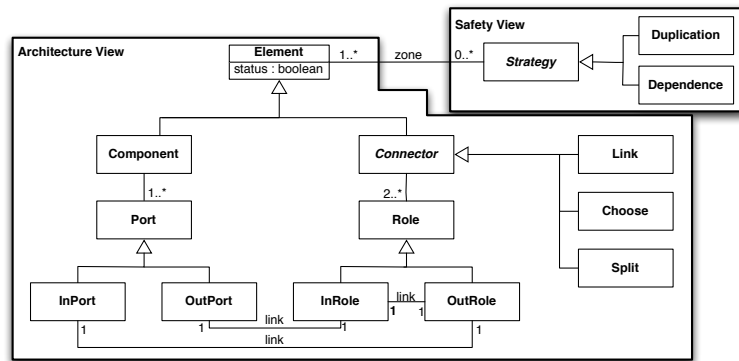 Safety View
Architecture View
Element
status : boolean
1..*
zone
0..*
Strategy
Duplication
Dependence
Component
Connector
Link
1..*
2..*
Port
Role
Choose
Split
InPort
OutPort
InRole
link
OutRole
1
1
1
link
1
1
1
link
1